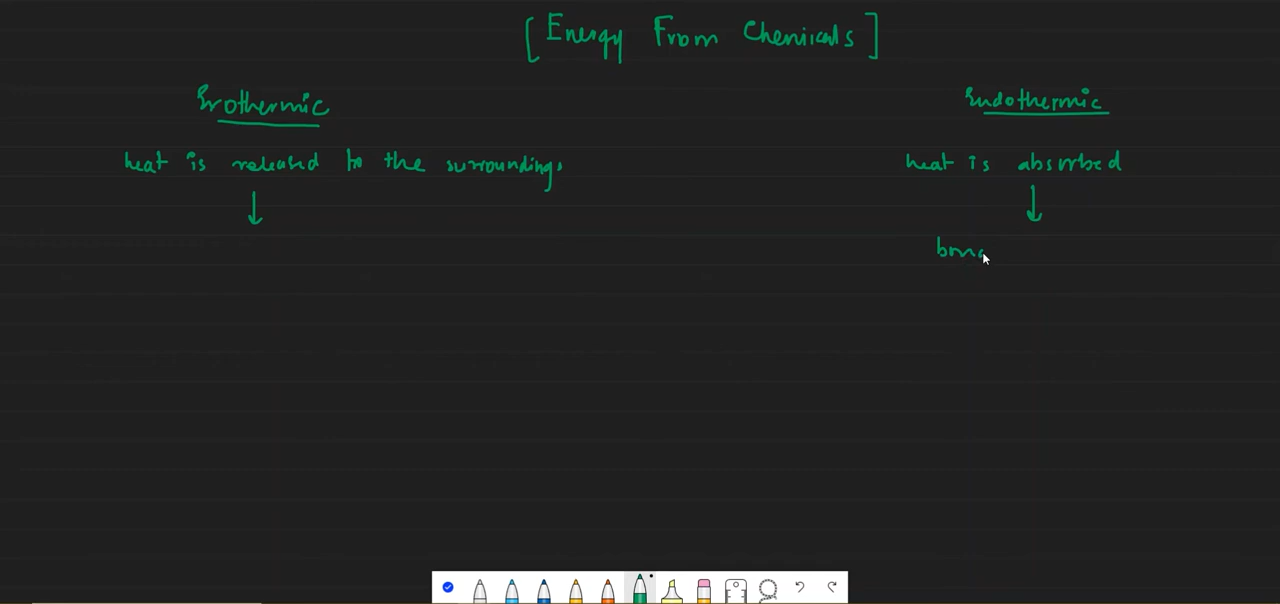 [Energy From Chemicals]
Exothermic
Endothermic
heat is released to the surroundings
heat is absorbed